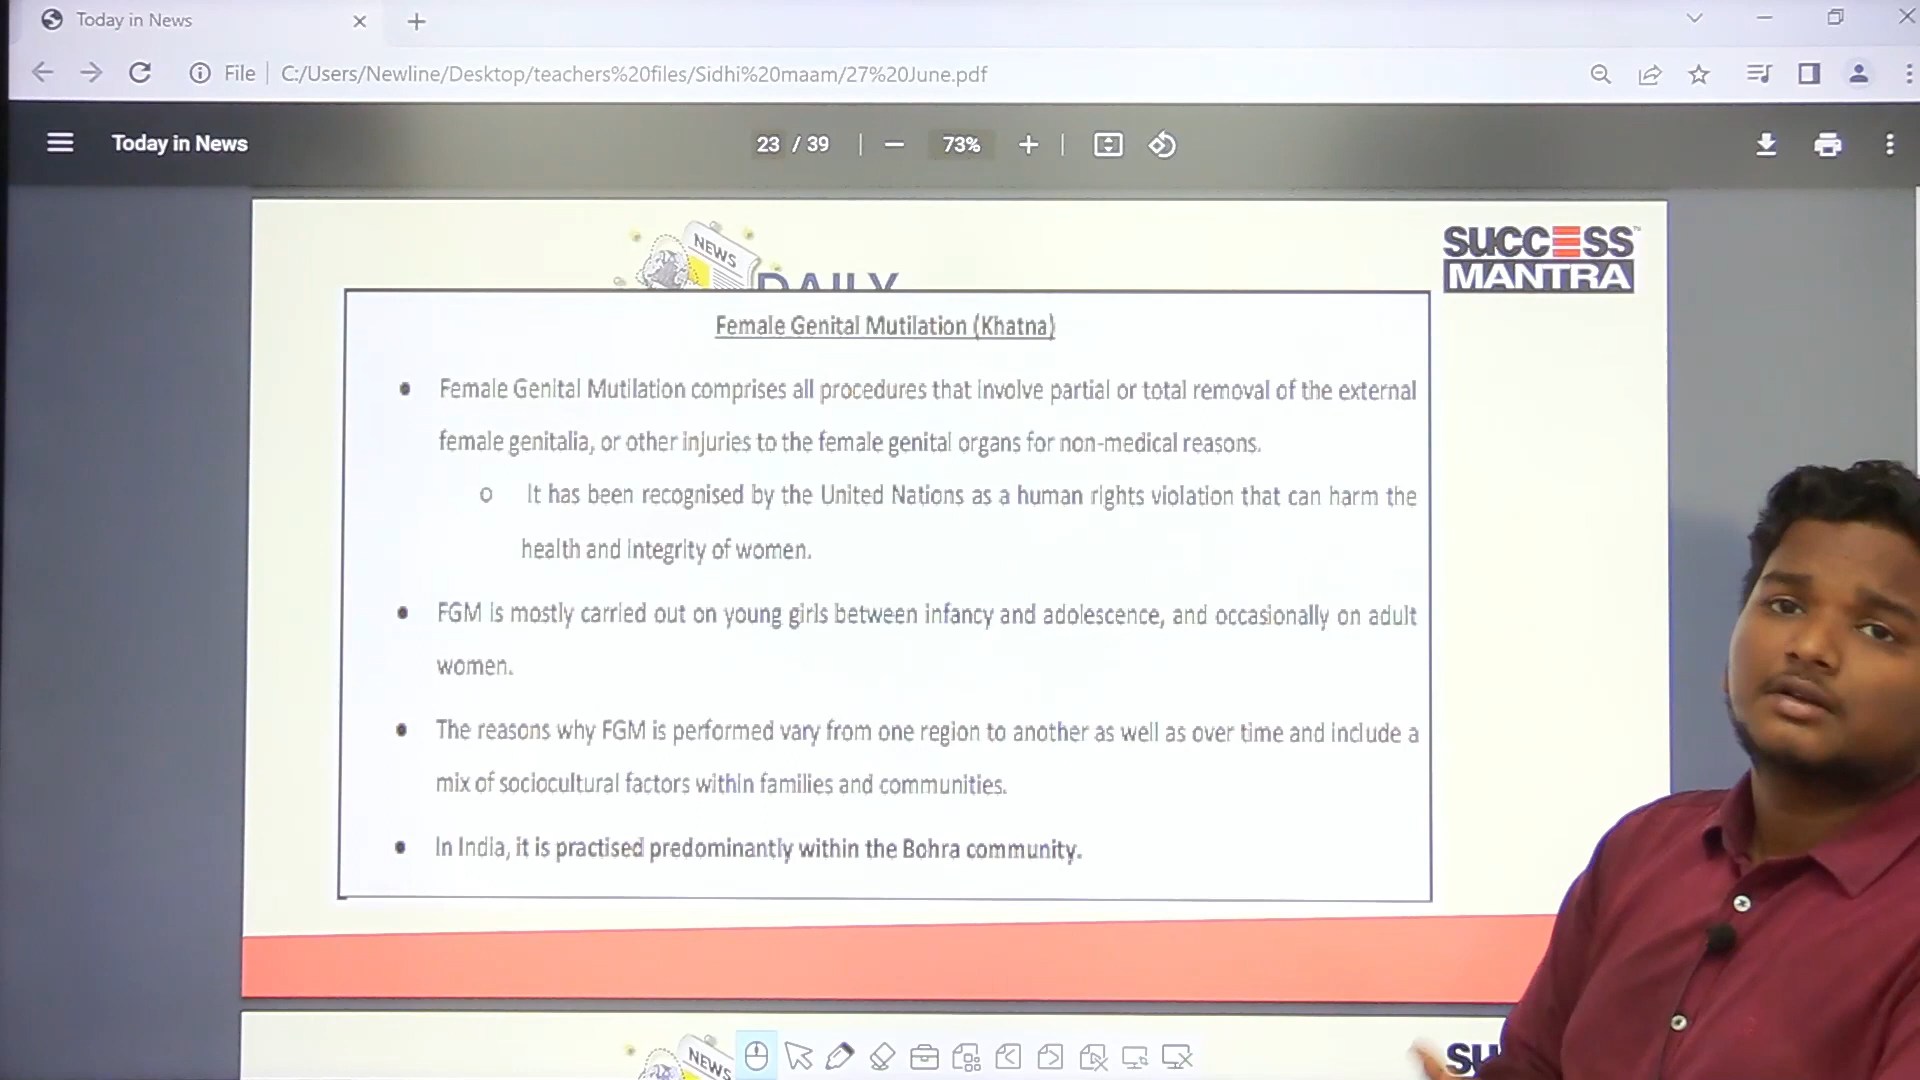 Today in News
File
C:/Users/Newline/Desktop/teachers%20files/Sidhi%20maam/27%20June.pdf
Today in News
23 / 39
73%
NEWS
DAILY
SUCCESS
MANTRA
Female Genital Mutilation (Khatna)
Female Genital Mutilation comprises all procedures that involve partial or total removal of the external
female genitalia, or other injuries to the female genital organs for non-medical reasons.
It has been recognised by the United Nations as a human rights violation that can harm the
health and integrity of women.
FGM is mostly carried out on young girls between infancy and adolescence, and occasionally on adult
women.
The reasons why FGM is performed vary from one region to another as well as over time and include a
mix of sociocultural factors within families and communities.
In India, it is practised predominantly within the Bohra community.
NEWS
SU